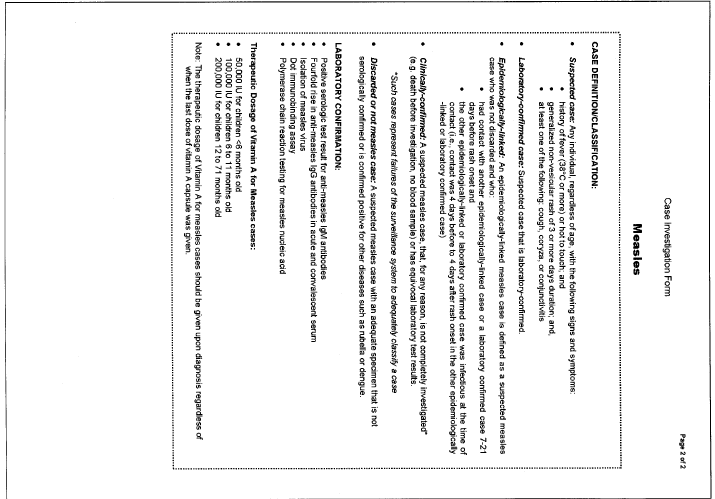 Page 2 of 2
Case Investigation Form
Measles
CASE DEFINITION/CLASSIFICATION:
• Suspected case: Any individual, regardless of age, with the following signs and symptoms:
• history of fever (38°C or more) or hot to touch; and
• generalized non-vesicular rash of 3 or more days duration; and,
• at least one of the following: cough, coryza, or conjunctivitis
• Laboratory-confirmed case: Suspected case that is laboratory-confirmed.
• Epidemiologically-linked: An epidemiologically-linked measles case is defined as a suspected measles
case who was not discarded and who:
• had contact with another epidemiologically-linked case or a laboratory confirmed case 7-21
days before rash onset and
• the other epidemiologically-linked or laboratory confirmed case was infectious at the time of
contact (i.e., contact was 4 days before to 4 days after rash onset in the other epidemiologically
-linked or laboratory confirmed case)
• Clinically-confirmed: A suspected measles case, that, for any reason, is not completely investigated*
(e.g. death before investigation, no blood sample) or has equivocal laboratory test results.
*Such cases represent failures of the surveillance system to adequately classify a case
• Discarded or not measles case: A suspected measles case with an adequate specimen that is not
serologically confirmed or is confirmed positive for other diseases such as rubella or dengue.
LABORATORY CONFIRMATION:
• Positive serologic test result for anti-measles IgM antibodies
• Fourfold rise in anti-measles IgG antibodies in acute and convalescent serum
• Isolation of measles virus
• Dot immunobinding assay
• Polymerase chain reaction testing for measles nucleic acid
Therapeutic Dosage of Vitamin A for Measles cases:
• 50,000 IU for children <6 months old
• 100,000 IU for children 6 to 11 months old
• 200,000 IU for children 12 to 71 months old
Note: The therapeutic dosage of Vitamin A for measles cases should be given upon diagnosis regardless of
when the last dose of vitamin A capsule was given.